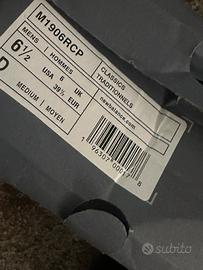 M1906RCP
MENS | HOMMES
6½ 6 39½
USA UK EUR
D
MEDIUM | MOYEN
CLASSICS
TRADITIONNELS
newbalance.com
subito